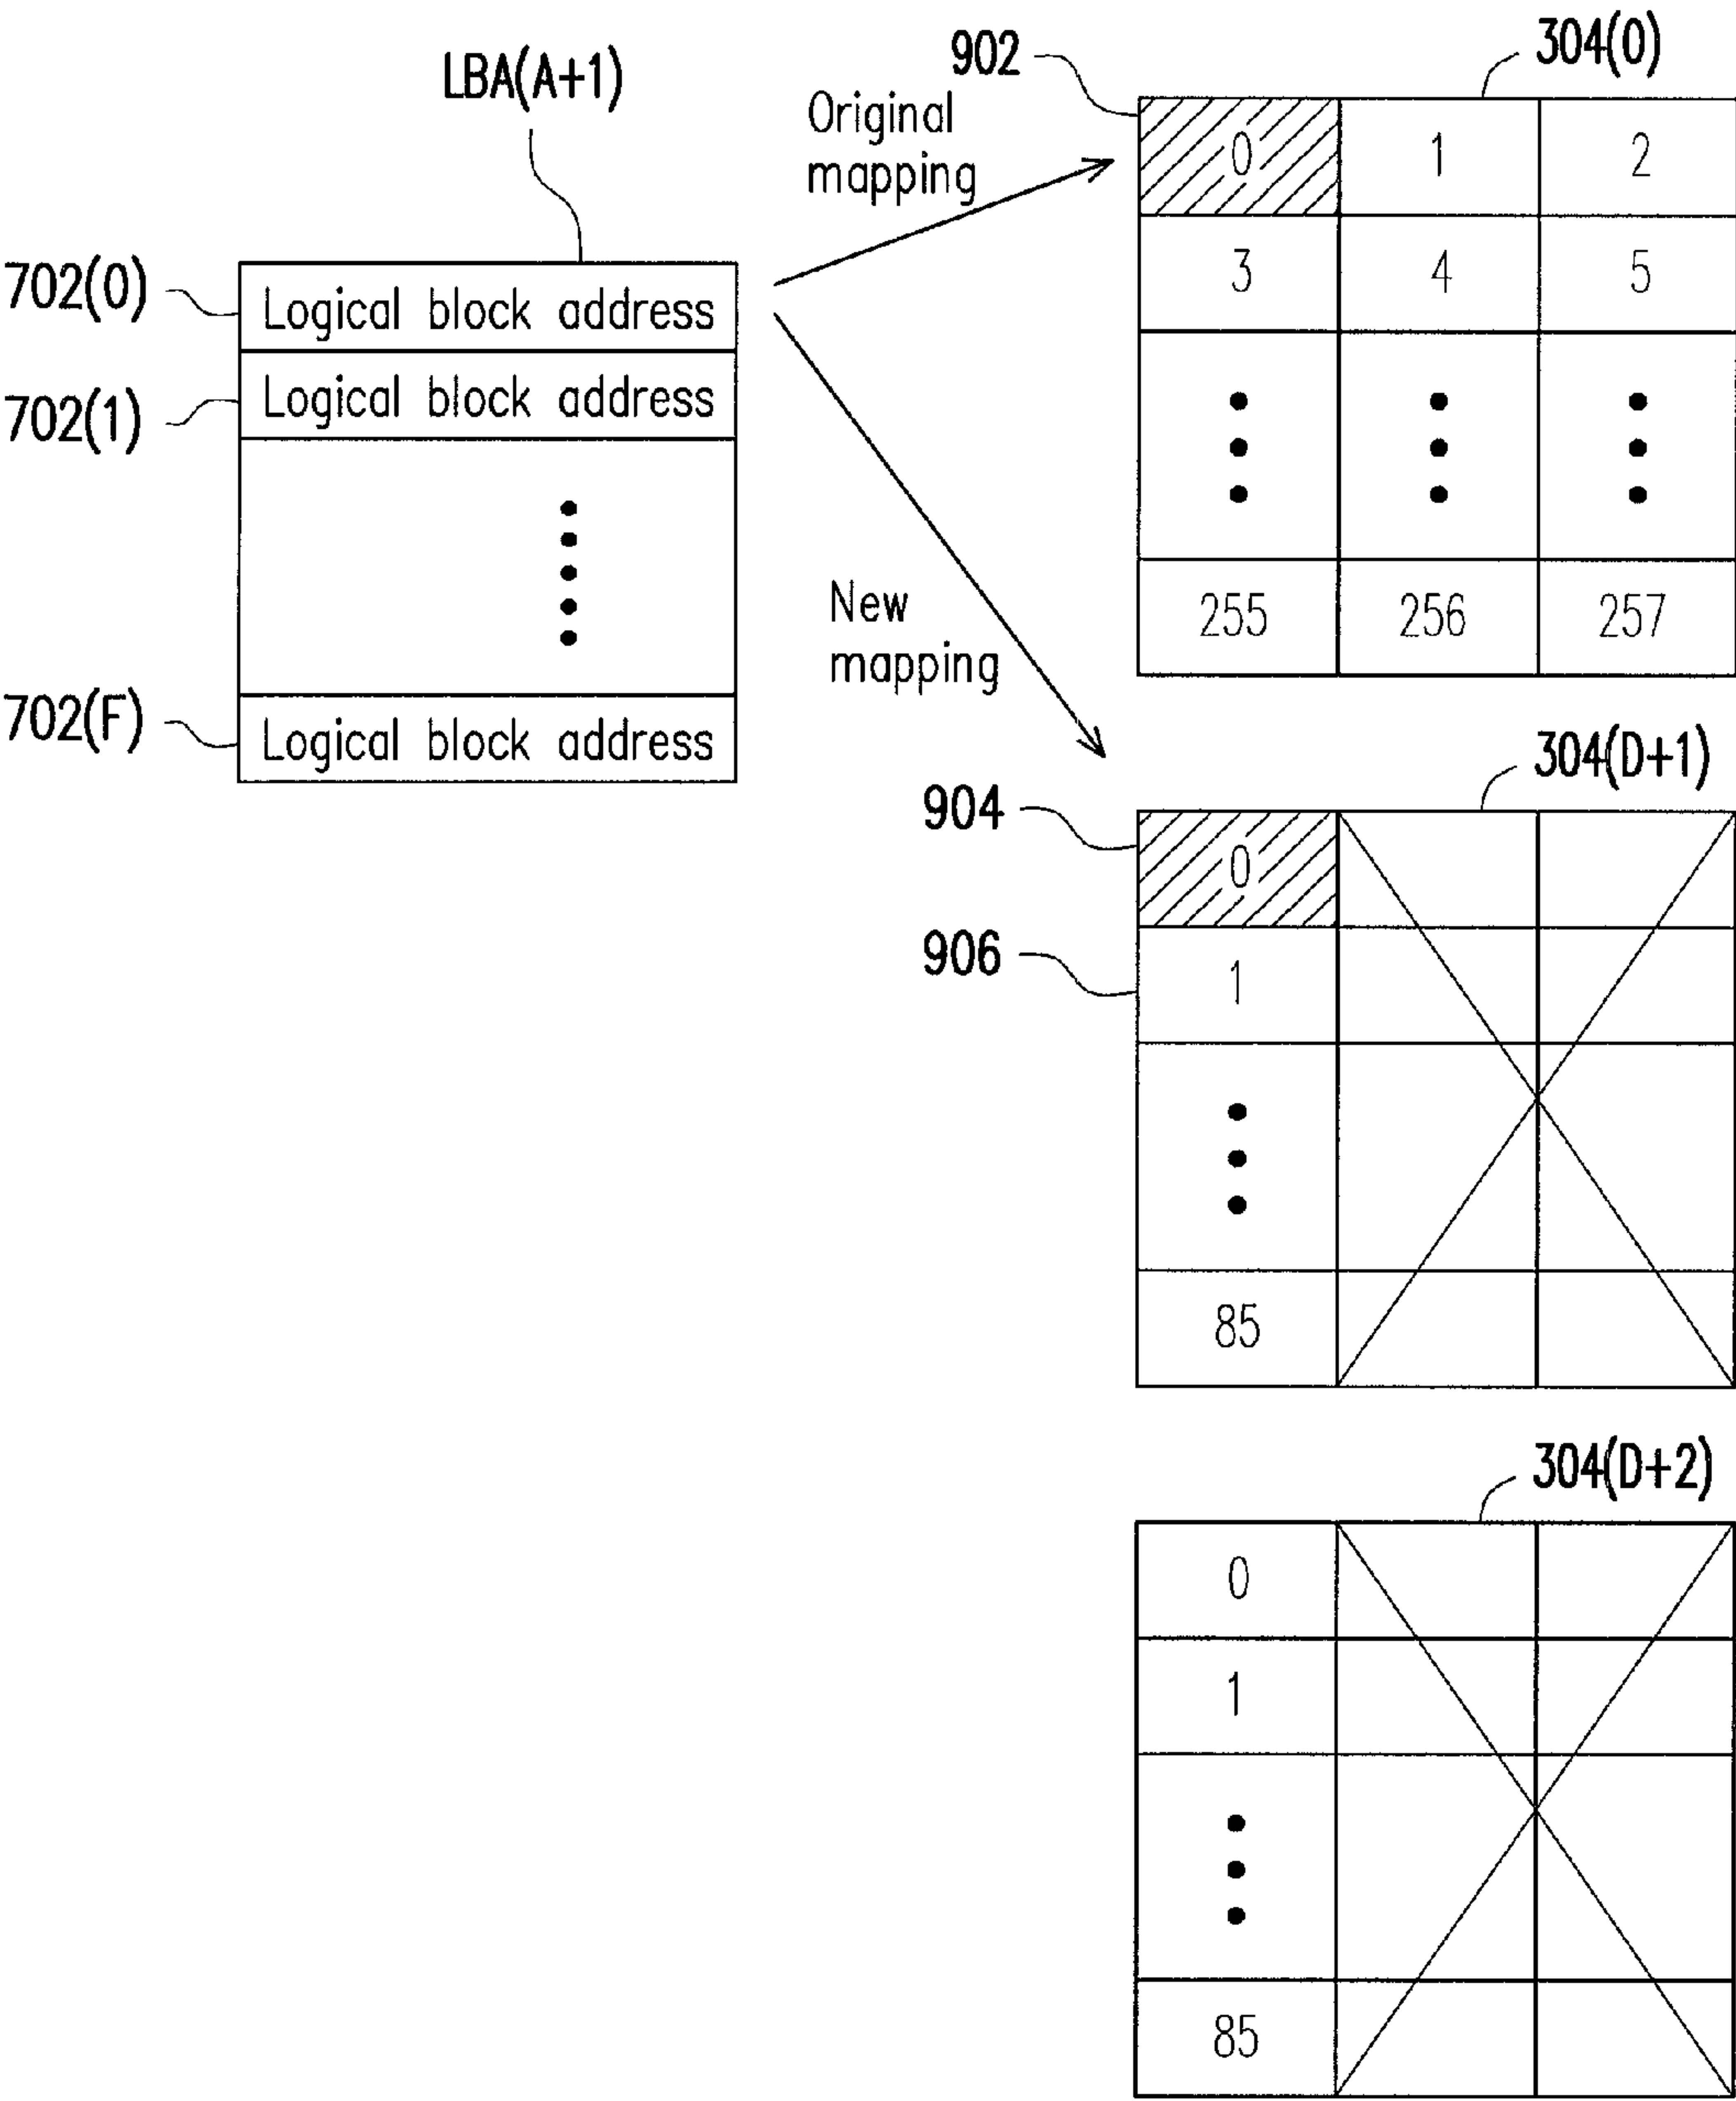 LBA(A+1)
702(0)
Logical block address
702(1)
Logical block address
702(F)
Logical block address
Original
mapping
New
mapping
902
304(0)
0 1 2
3 4 5
255 256 257
904
304(D+1)
0
906
1
85
304(D+2)
0
1
85